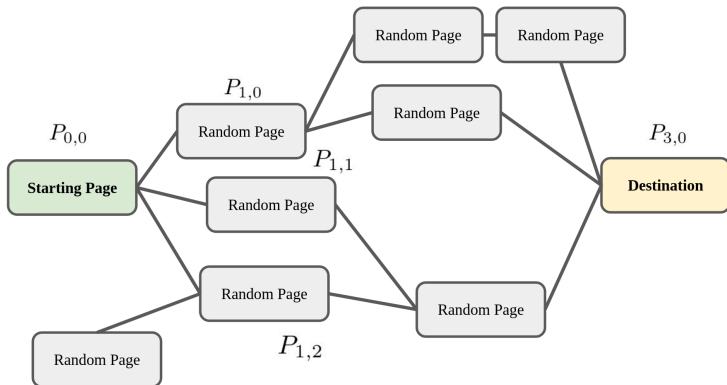 Random Page
Random Page
P_{1,0}
Random Page
Random Page
P_{0,0}
P_{3,0}
P_{1,1}
Starting Page
Destination
Random Page
Random Page
Random Page
P_{1,2}
Random Page